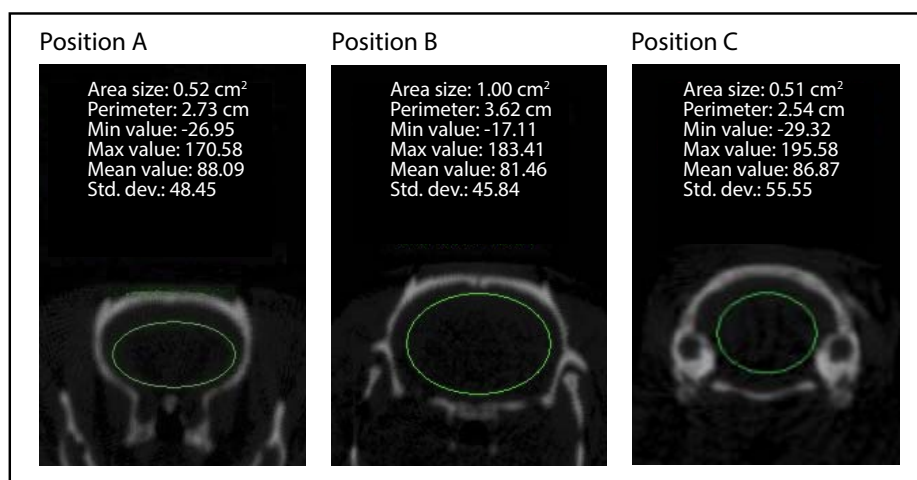 Position A
Area size: 0.52 cm²
Perimeter: 2.73 cm
Min value: -26.95
Max value: 170.58
Mean value: 88.09
Std. dev.: 48.45
Position B
Area size: 1.00 cm²
Perimeter: 3.62 cm
Min value: -17.11
Max value: 183.41
Mean value: 81.46
Std. dev.: 45.84
Position C
Area size: 0.51 cm²
Perimeter: 2.54 cm
Min value: -29.32
Max value: 195.58
Mean value: 86.87
Std. dev.: 55.55